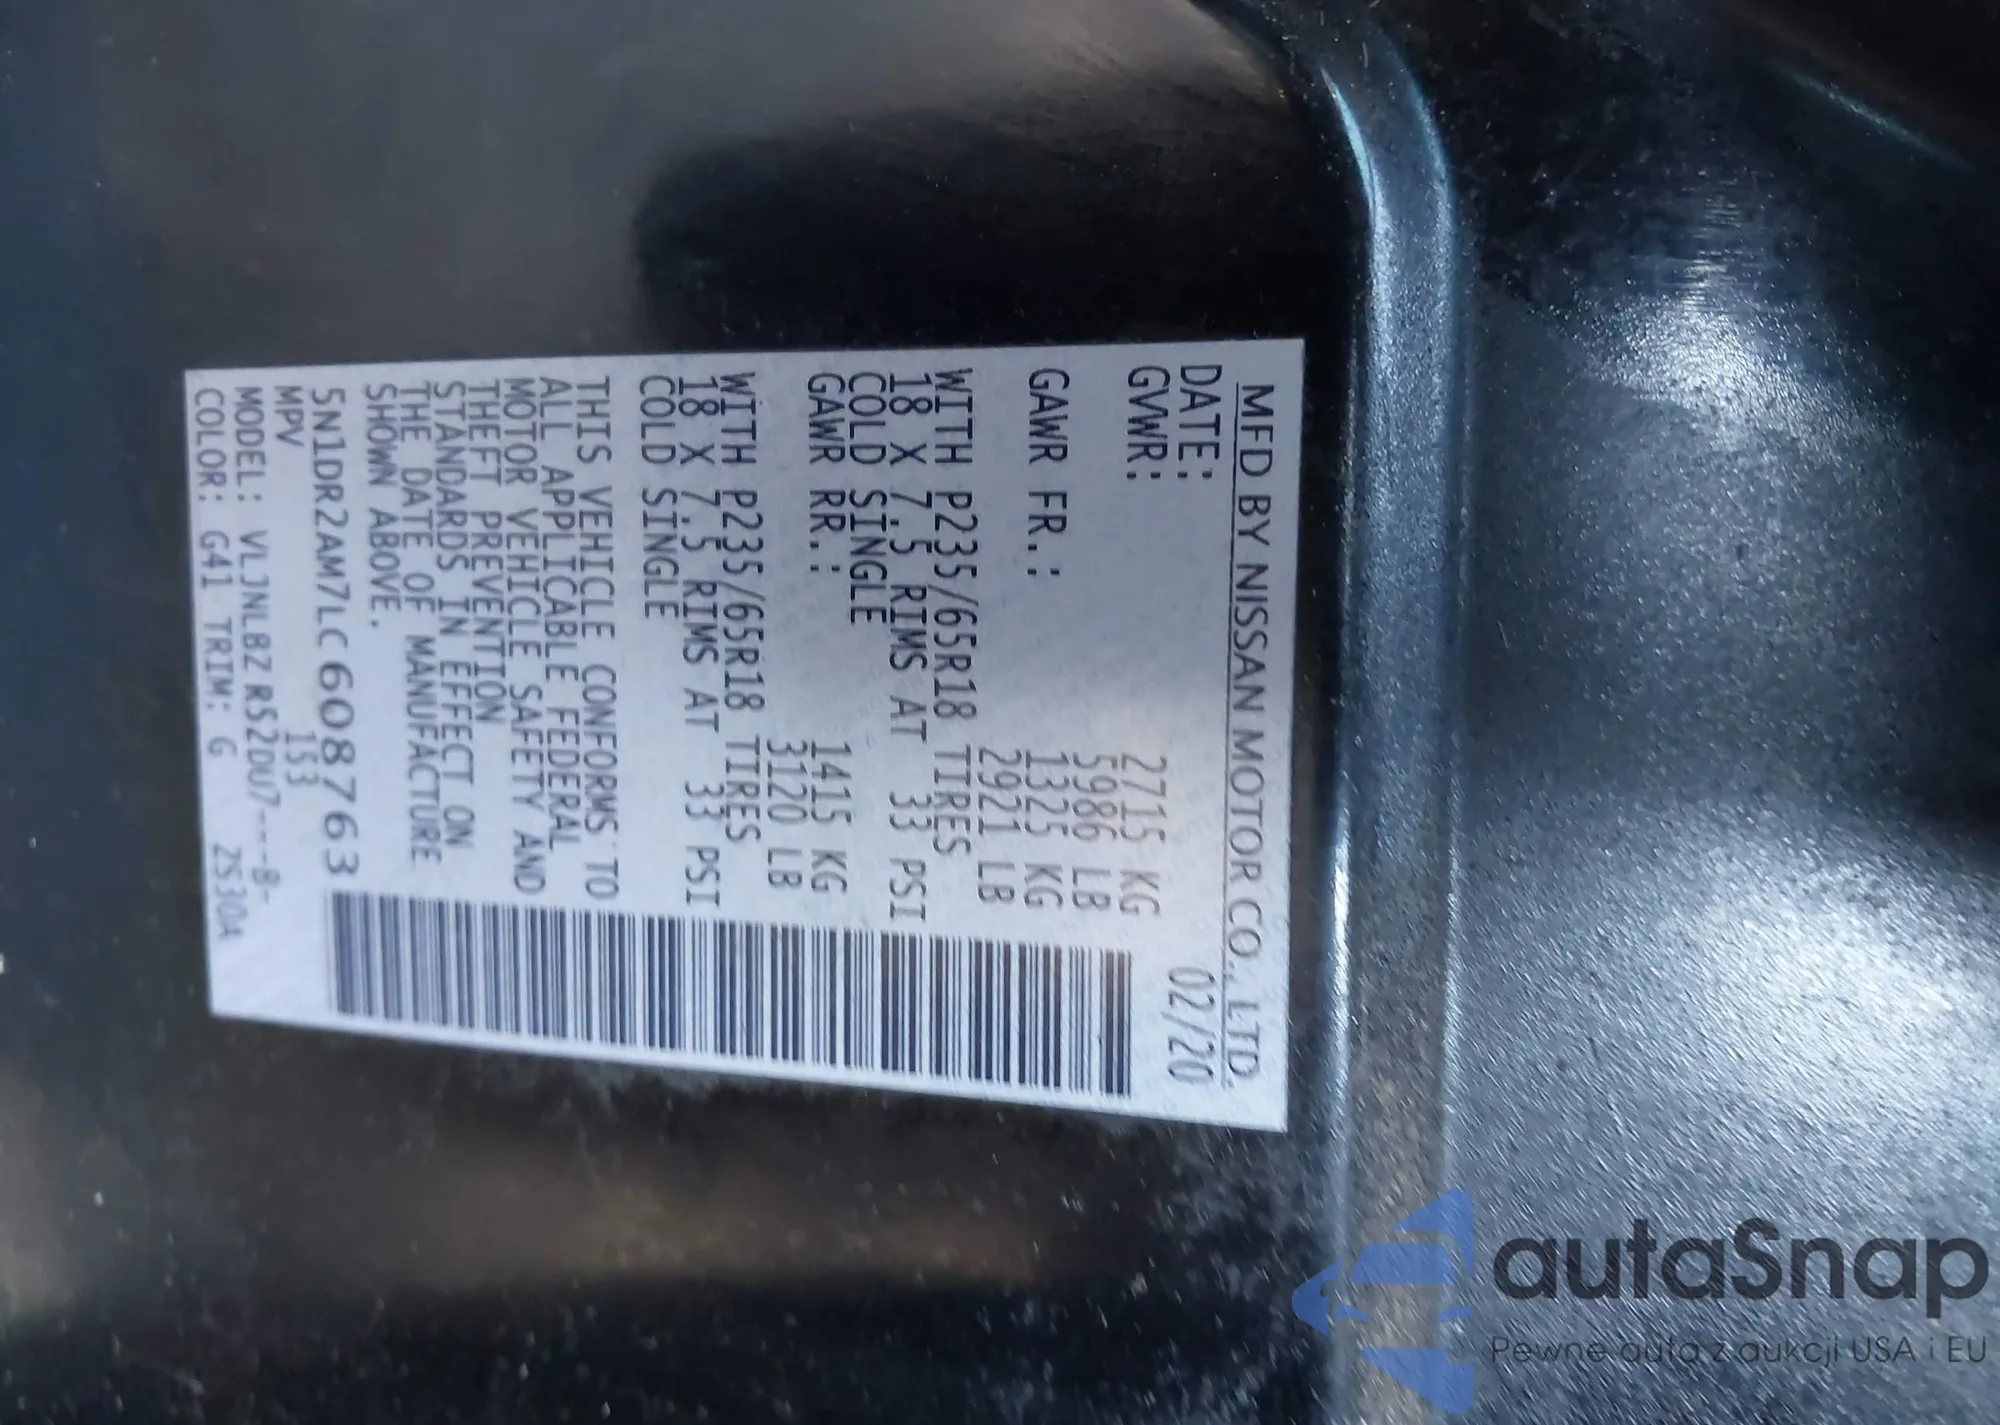 MFD BY NISSAN MOTOR CO., LTD.
DATE: 02/20
GVWR: 2715 KG
5986 LB
GAWR FR.: 1325 KG
2921 LB
WITH P235/65R18 TIRES
18 X 7.5 RIMS AT 33 PSI
COLD SINGLE
GAWR RR.: 1415 KG
3120 LB
WITH P235/65R18 TIRES
18 X 7.5 RIMS AT 33 PSI
COLD SINGLE
THIS VEHICLE CONFORMS TO
ALL APPLICABLE FEDERAL
MOTOR VEHICLE SAFETY AND
THEFT PREVENTION
STANDARDS IN EFFECT ON
THE DATE OF MANUFACTURE
SHOWN ABOVE.
5N1DR2AM7LC608763
MPV 153
MODEL: VLJNLBZ R52DU7---B-
COLOR: G41 TRIM: G ZS30A
autaSnap
Pewne auta z aukcji USA i EU